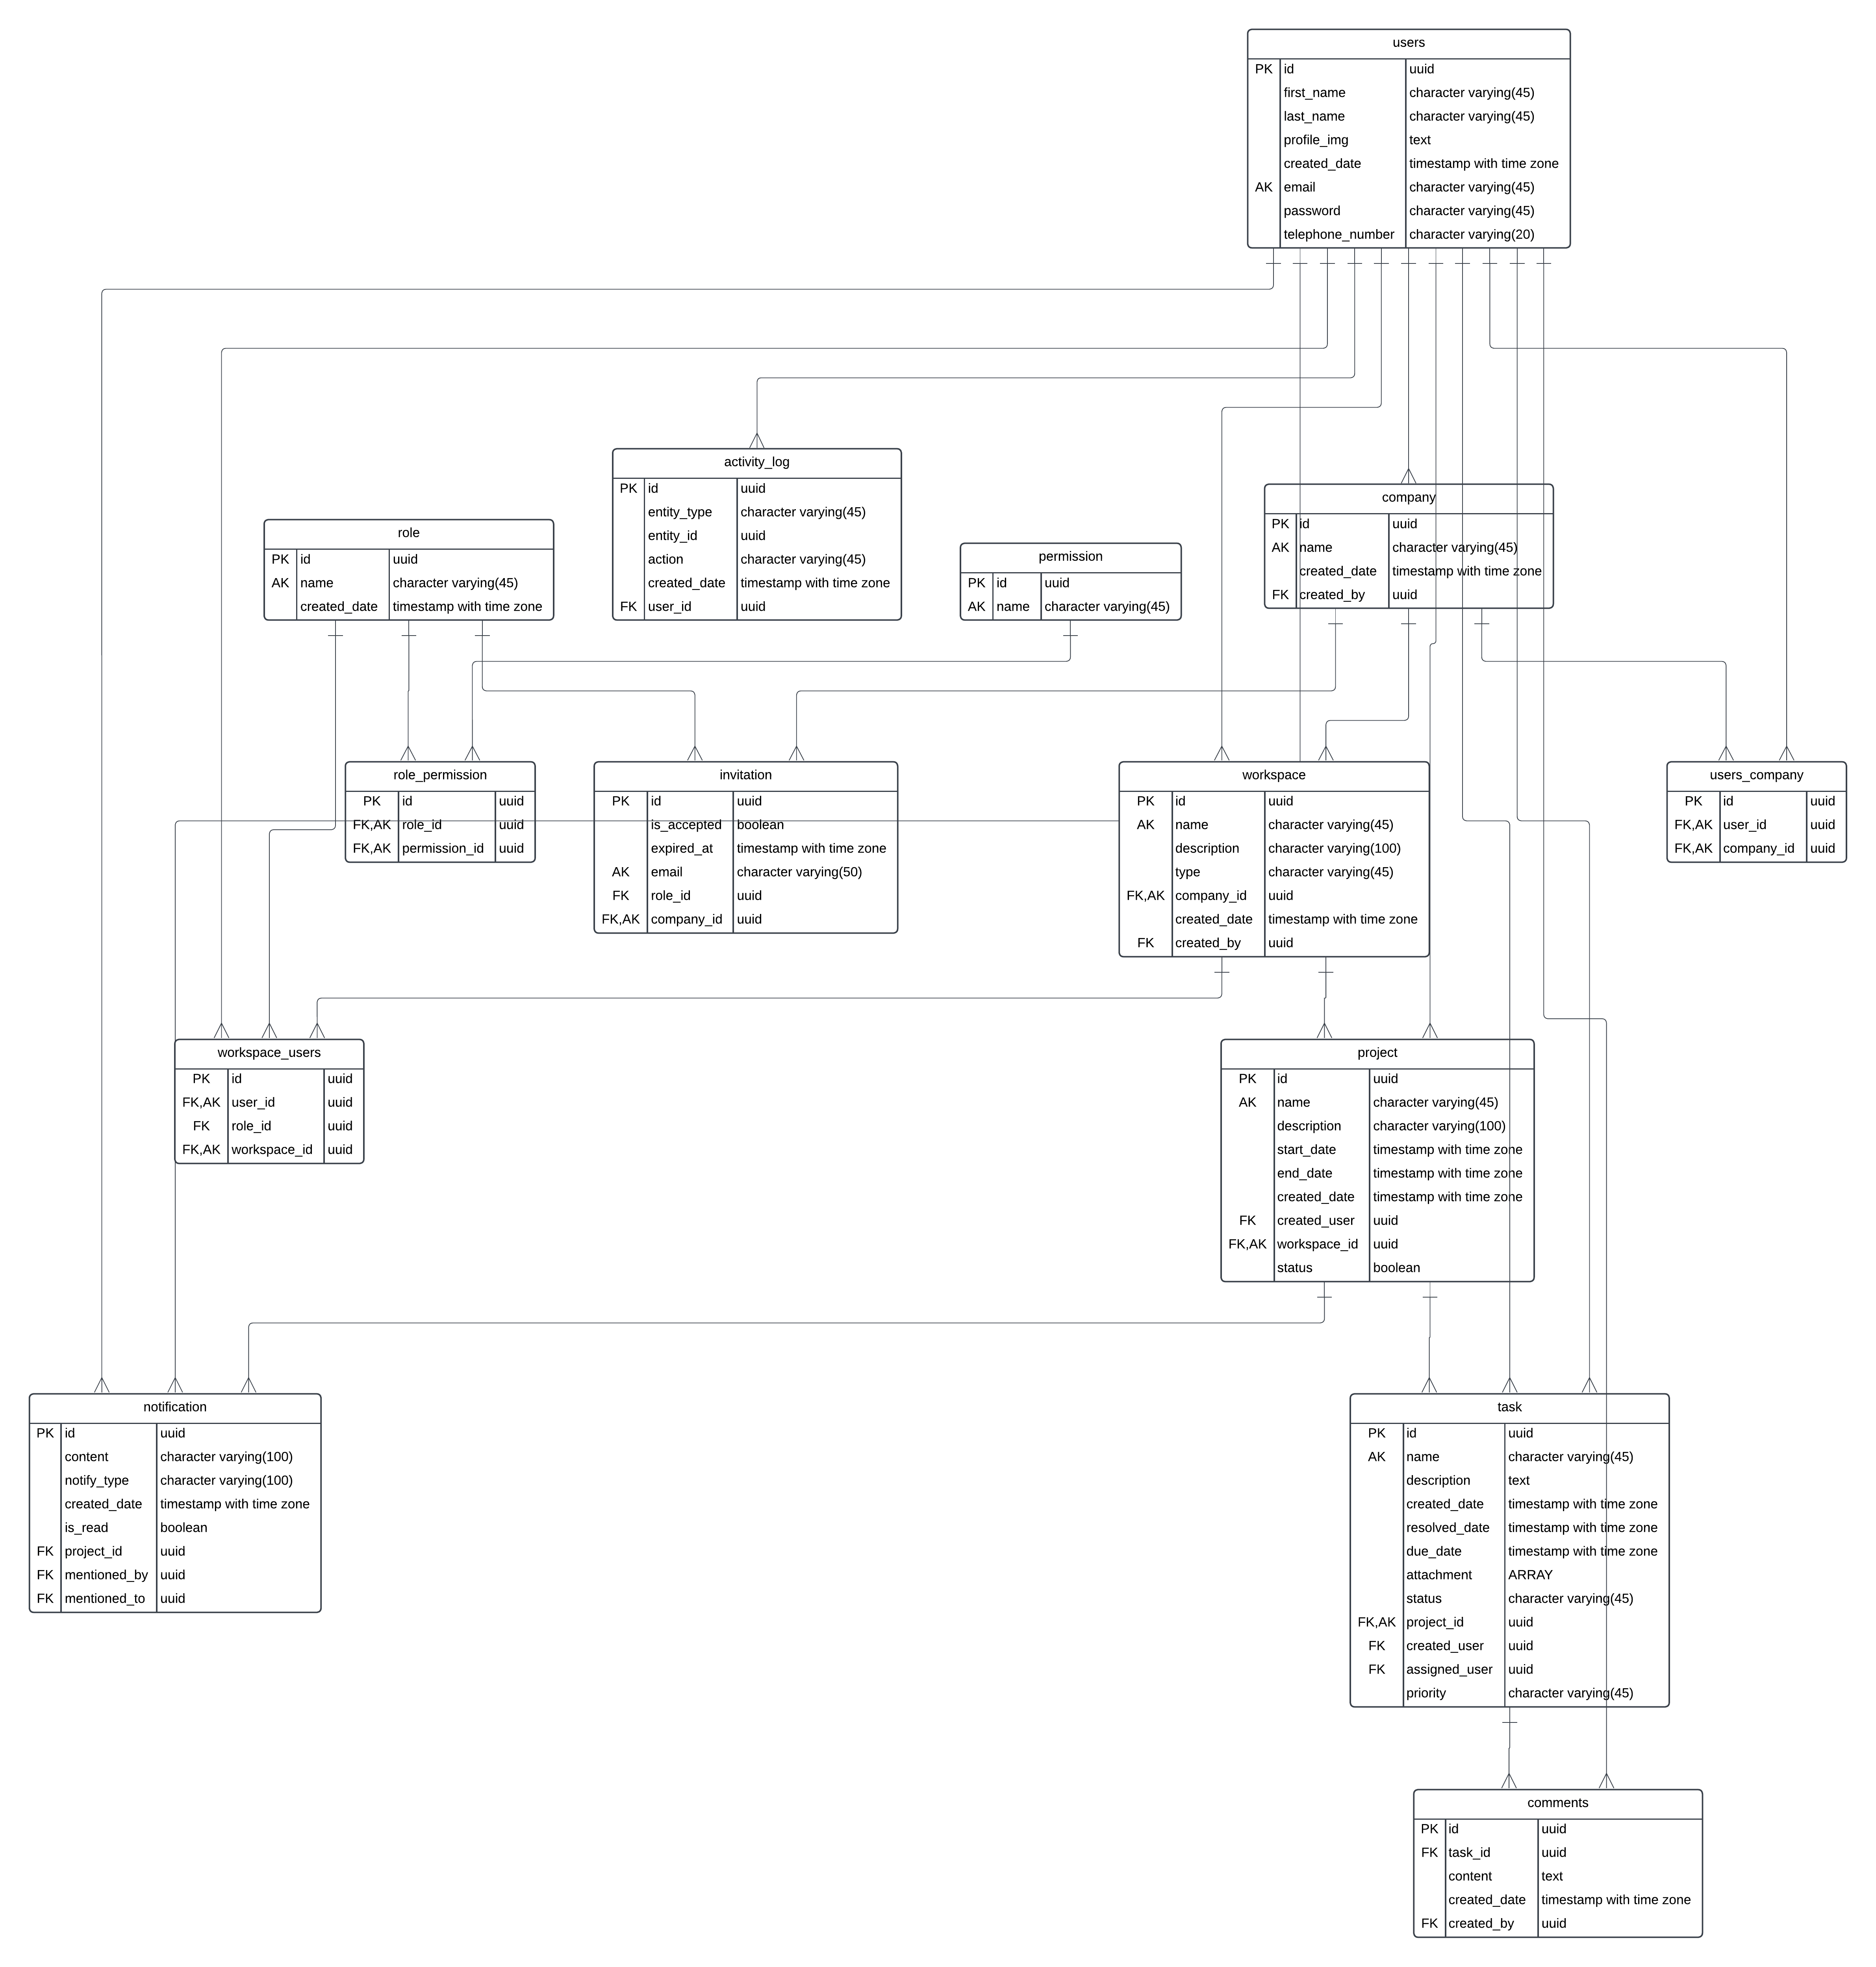 users
PK id uuid
first_name character varying(45)
last_name character varying(45)
profile_img text
created_date timestamp with time zone
AK email character varying(45)
password character varying(45)
telephone_number character varying(20)
activity_log
PK id uuid
entity_type character varying(45)
entity_id uuid
action character varying(45)
created_date timestamp with time zone
FK user_id uuid
company
PK id uuid
AK name character varying(45)
created_date timestamp with time zone
FK created_by uuid
role
PK id uuid
AK name character varying(45)
created_date timestamp with time zone
permission
PK id uuid
AK name character varying(45)
role_permission
PK id uuid
FK,AK role_id uuid
FK,AK permission_id uuid
invitation
PK id uuid
is_accepted boolean
expired_at timestamp with time zone
AK email character varying(50)
FK role_id uuid
FK,AK company_id uuid
workspace
PK id uuid
AK name character varying(45)
description character varying(100)
type character varying(45)
FK,AK company_id uuid
created_date timestamp with time zone
FK created_by uuid
users_company
PK id uuid
FK,AK user_id uuid
FK,AK company_id uuid
workspace_users
PK id uuid
FK,AK user_id uuid
FK role_id uuid
FK,AK workspace_id uuid
project
PK id uuid
AK name character varying(45)
description character varying(100)
start_date timestamp with time zone
end_date timestamp with time zone
created_date timestamp with time zone
FK created_user uuid
FK,AK workspace_id uuid
status boolean
notification
PK id uuid
content character varying(100)
notify_type character varying(100)
created_date timestamp with time zone
is_read boolean
FK project_id uuid
FK mentioned_by uuid
FK mentioned_to uuid
task
PK id uuid
AK name character varying(45)
description text
created_date timestamp with time zone
resolved_date timestamp with time zone
due_date timestamp with time zone
attachment ARRAY
status character varying(45)
FK,AK project_id uuid
FK created_user uuid
FK assigned_user uuid
priority character varying(45)
comments
PK id uuid
FK task_id uuid
content text
created_date timestamp with time zone
FK created_by uuid